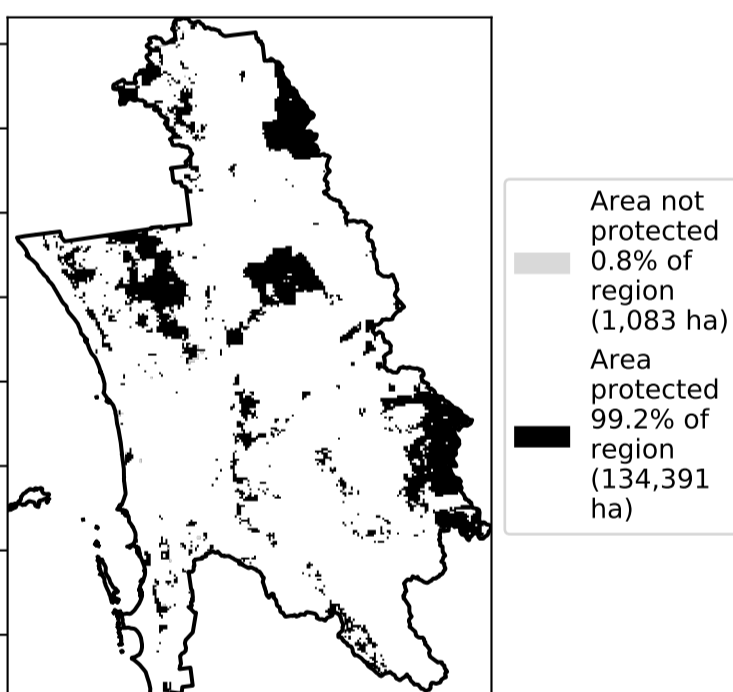 Area not
protected
0.8% of
region
(1,083 ha)
Area
protected
99.2% of
region
(134,391
ha)